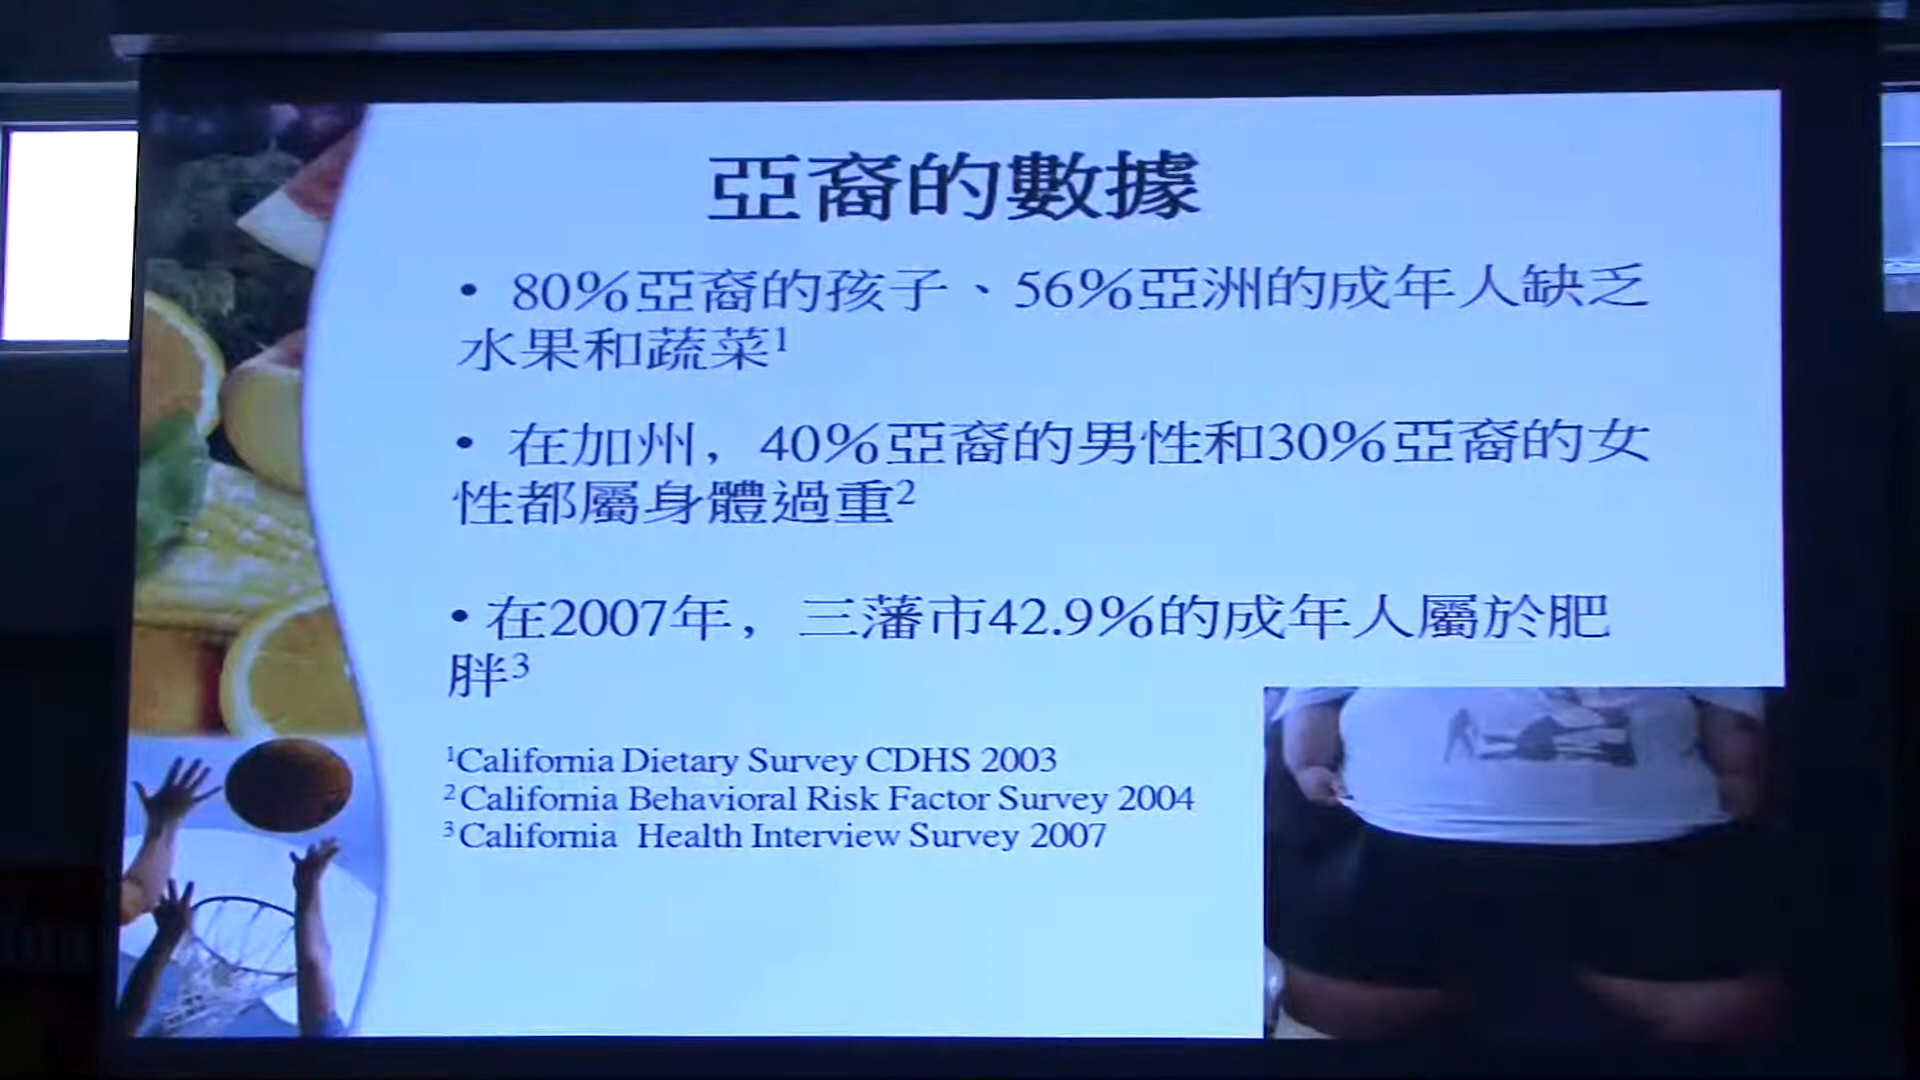 亞裔的數據
• 80%亞裔的孩子、56%亞洲的成年人缺乏
水果和蔬菜¹
• 在加州，40%亞裔的男性和30%亞裔的女
性都屬身體過重²
• 在2007年，三藩市42.9%的成年人屬於肥
胖³
¹California Dietary Survey CDHS 2003
²California Behavioral Risk Factor Survey 2004
³California Health Interview Survey 2007